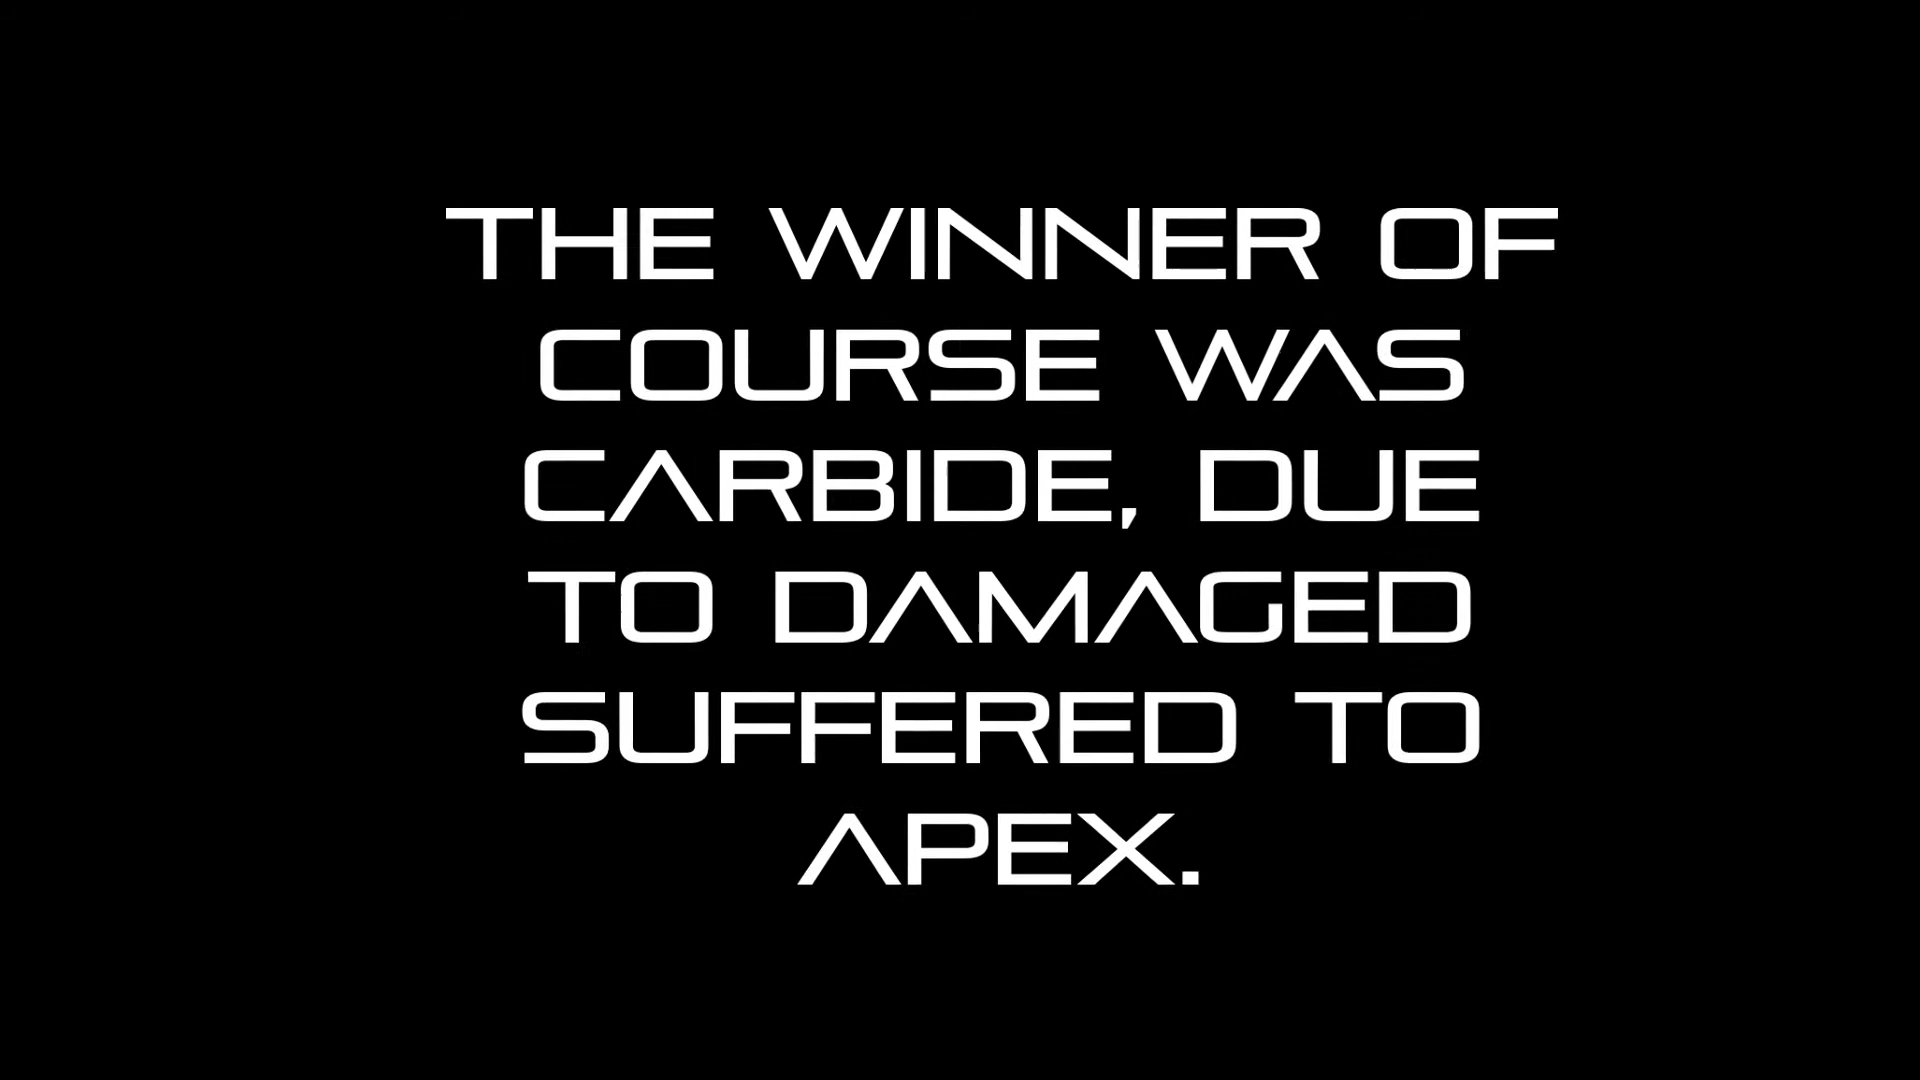 THE WINNER OF
COURSE WAS
CARBIDE, DUE
TO DAMAGED
SUFFERED TO
APEX.